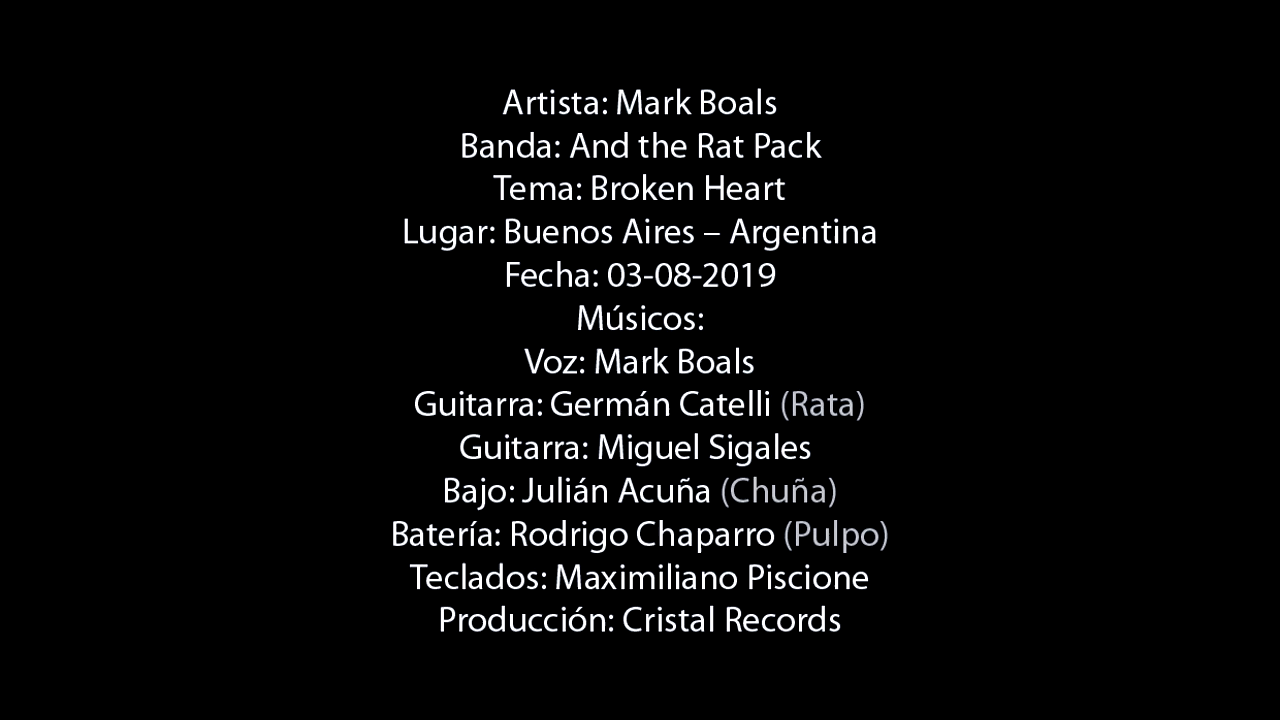 Artista: Mark Boals
Banda: And the Rat Pack
Tema: Broken Heart
Lugar: Buenos Aires – Argentina
Fecha: 03-08-2019
Músicos:
Voz: Mark Boals
Guitarra: Germán Catelli (Rata)
Guitarra: Miguel Sigales
Bajo: Julián Acuña (Chuña)
Batería: Rodrigo Chaparro (Pulpo)
Teclados: Maximiliano Piscione
Producción: Cristal Records